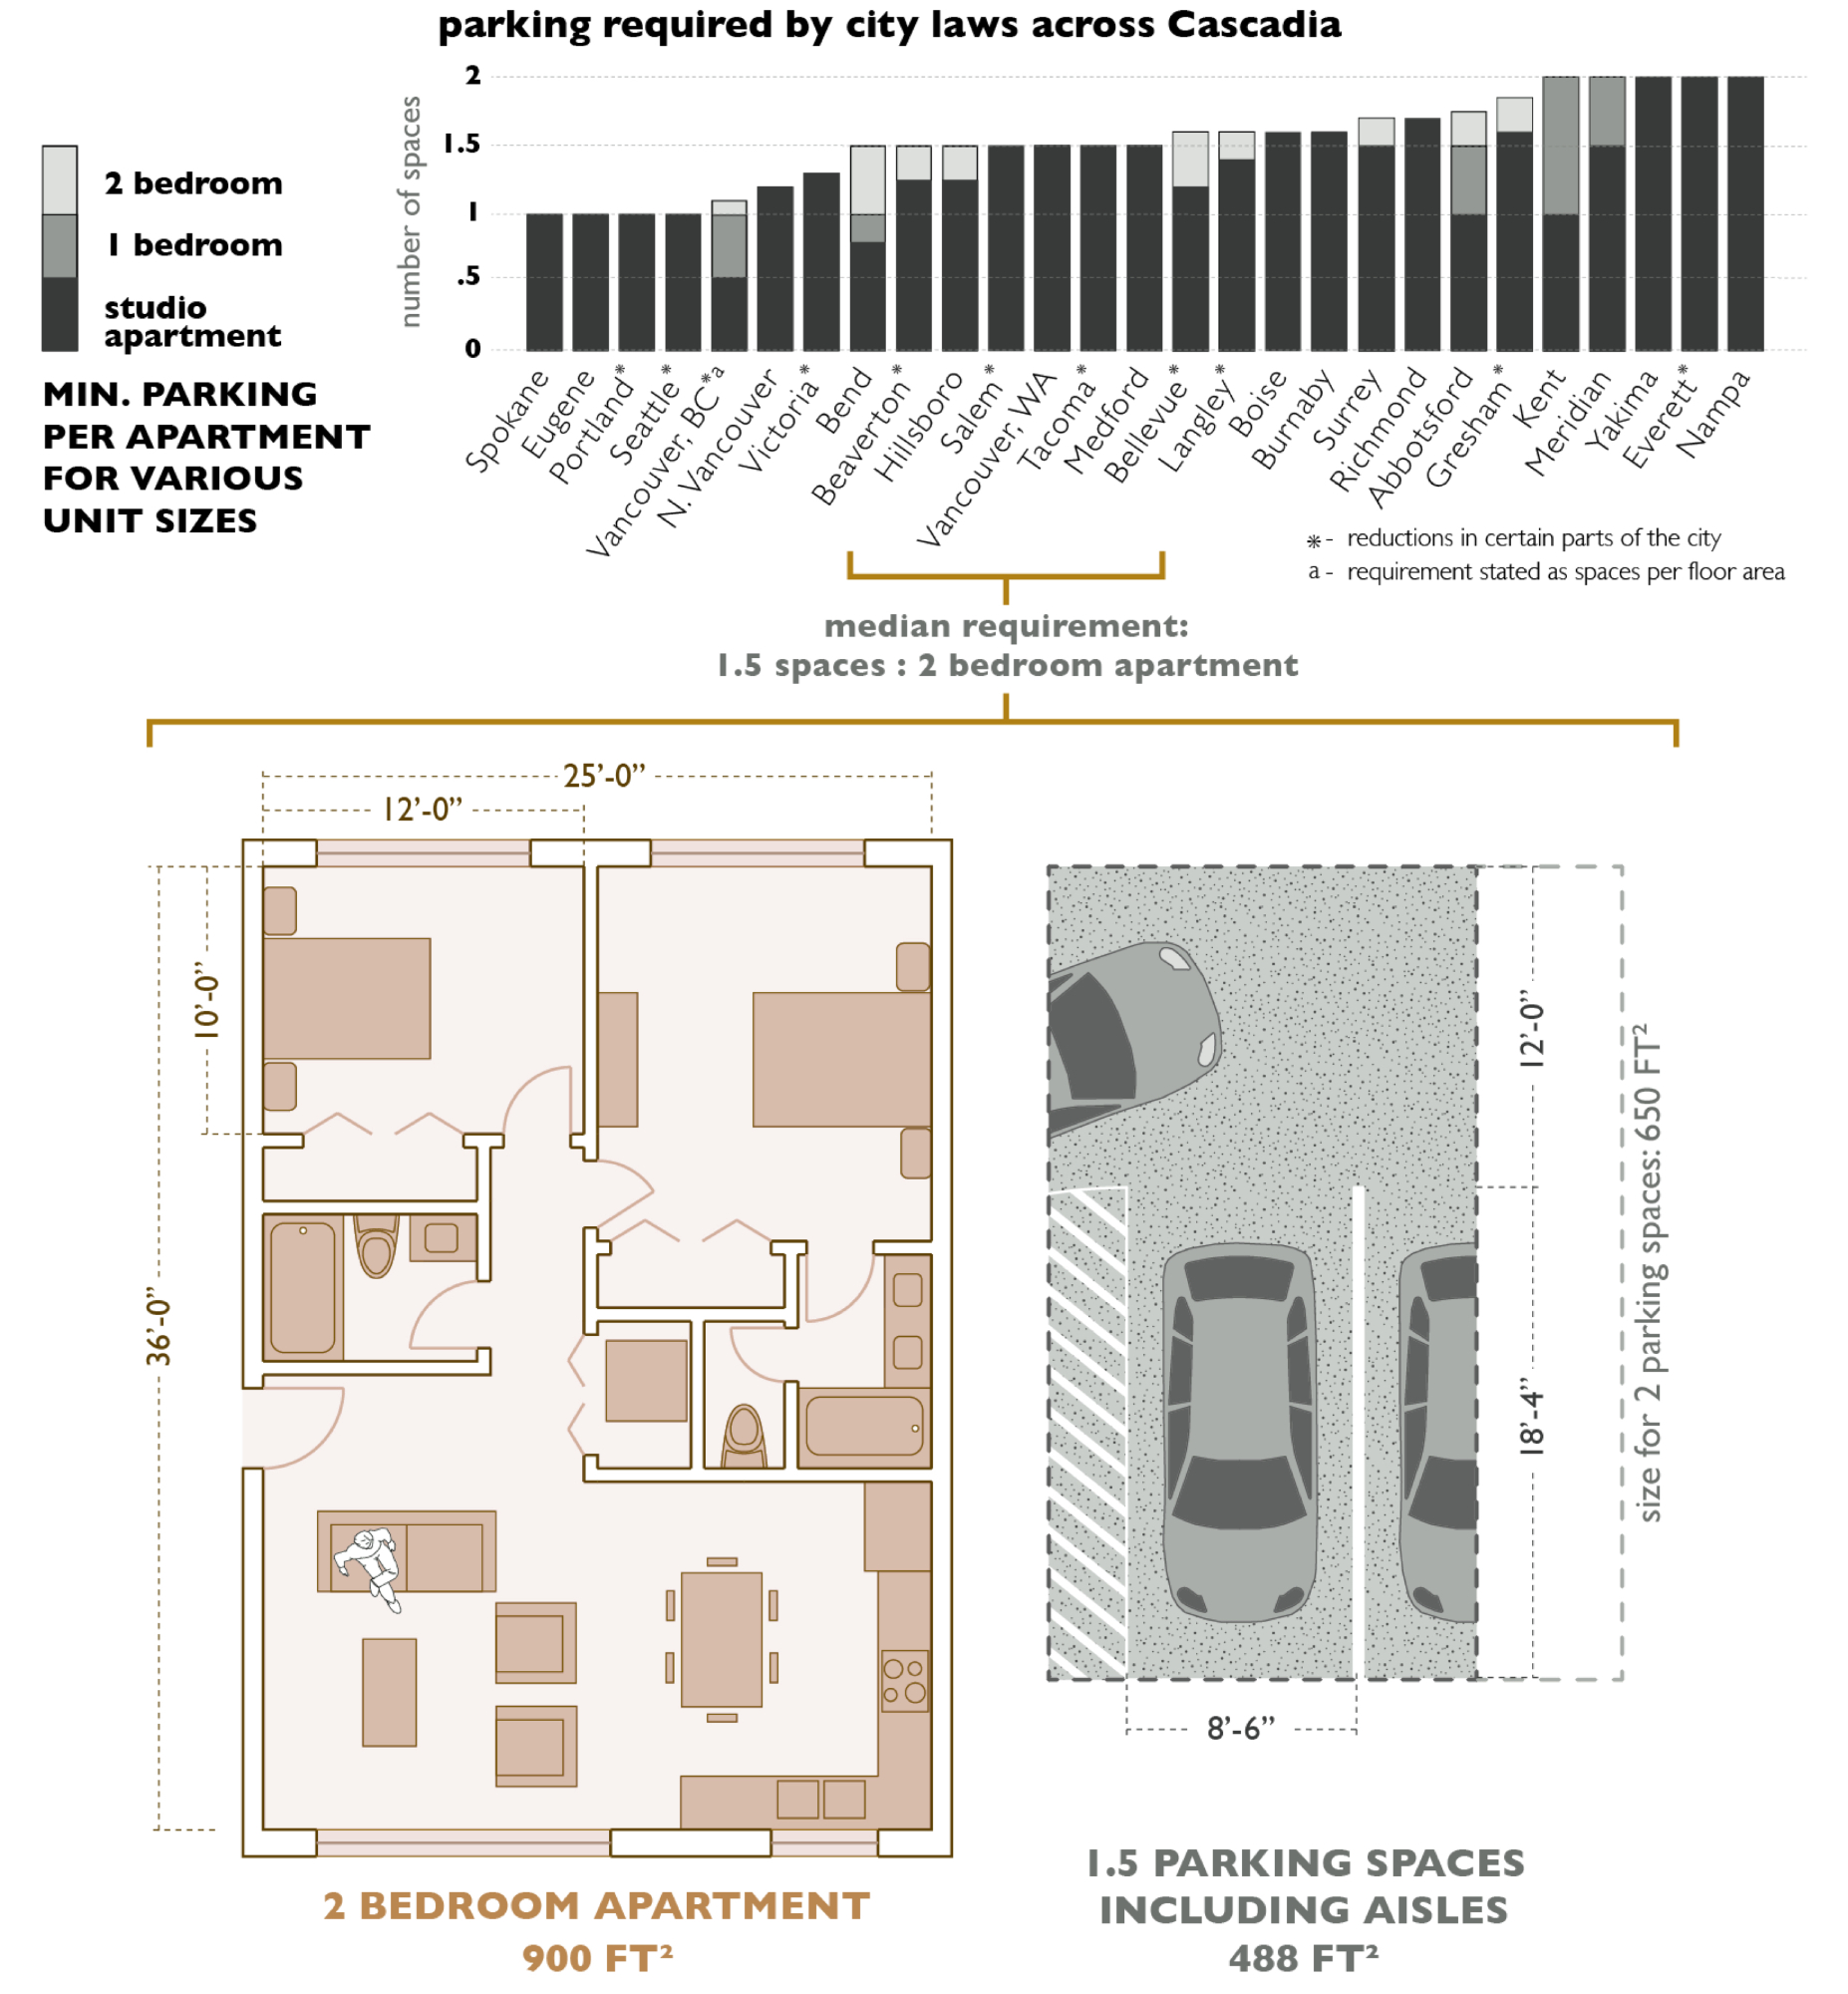 parking required by city laws across Cascadia
number of spaces
2
1.5
1
.5
0
2 bedroom
1 bedroom
studio
apartment
MIN. PARKING
PER APARTMENT
FOR VARIOUS
UNIT SIZES
Spokane
Eugene
Portland*
Seattle*
Vancouver, BC*a
N. Vancouver
Victoria*
Bend
Beaverton*
Hillsboro
Salem*
Vancouver, WA
Tacoma*
Medford
Bellevue*
Langley*
Boise
Burnaby
Surrey
Richmond
Abbotsford
Gresham*
Kent
Meridian
Yakima
Everett*
Nampa
* - reductions in certain parts of the city
a - requirement stated as spaces per floor area
median requirement:
1.5 spaces : 2 bedroom apartment
25’-0”
12’-0”
10’-0”
36’-0”
12’-0”
18’-4”
size for 2 parking spaces: 650 FT²
8’-6”
2 BEDROOM APARTMENT
900 FT²
1.5 PARKING SPACES
INCLUDING AISLES
488 FT²